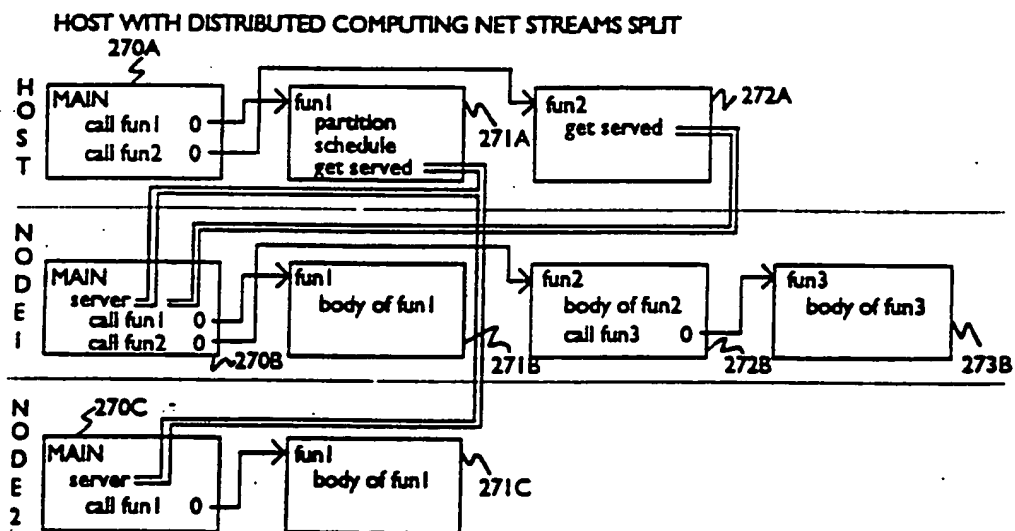 HOST WITH DISTRIBUTED COMPUTING NET STREAMS SPLIT
270A
HOST
MAIN
call fun1 0
call fun2 0
fun1
partition
schedule
get served
271A
fun2
get served
272A
NODE1
MAIN
server
call fun1 0
call fun2 0
270B
fun1
body of fun1
271B
fun2
body of fun2
call fun3 0
272B
fun3
body of fun3
273B
NODE2
270C
MAIN
server
call fun1 0
fun1
body of fun1
271C